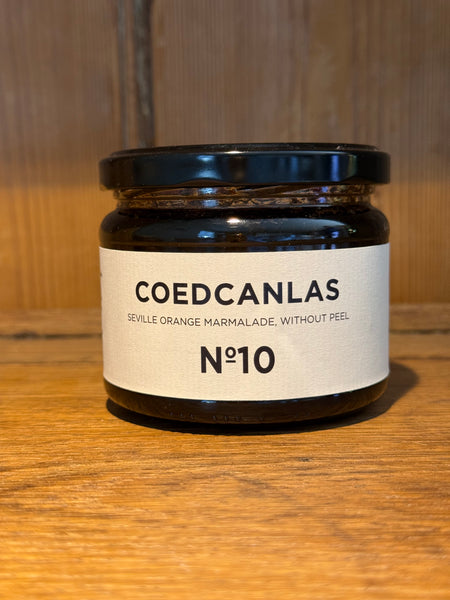 COEDCANLAS
SEVILLE ORANGE MARMALADE, WITHOUT PEEL
Nº10